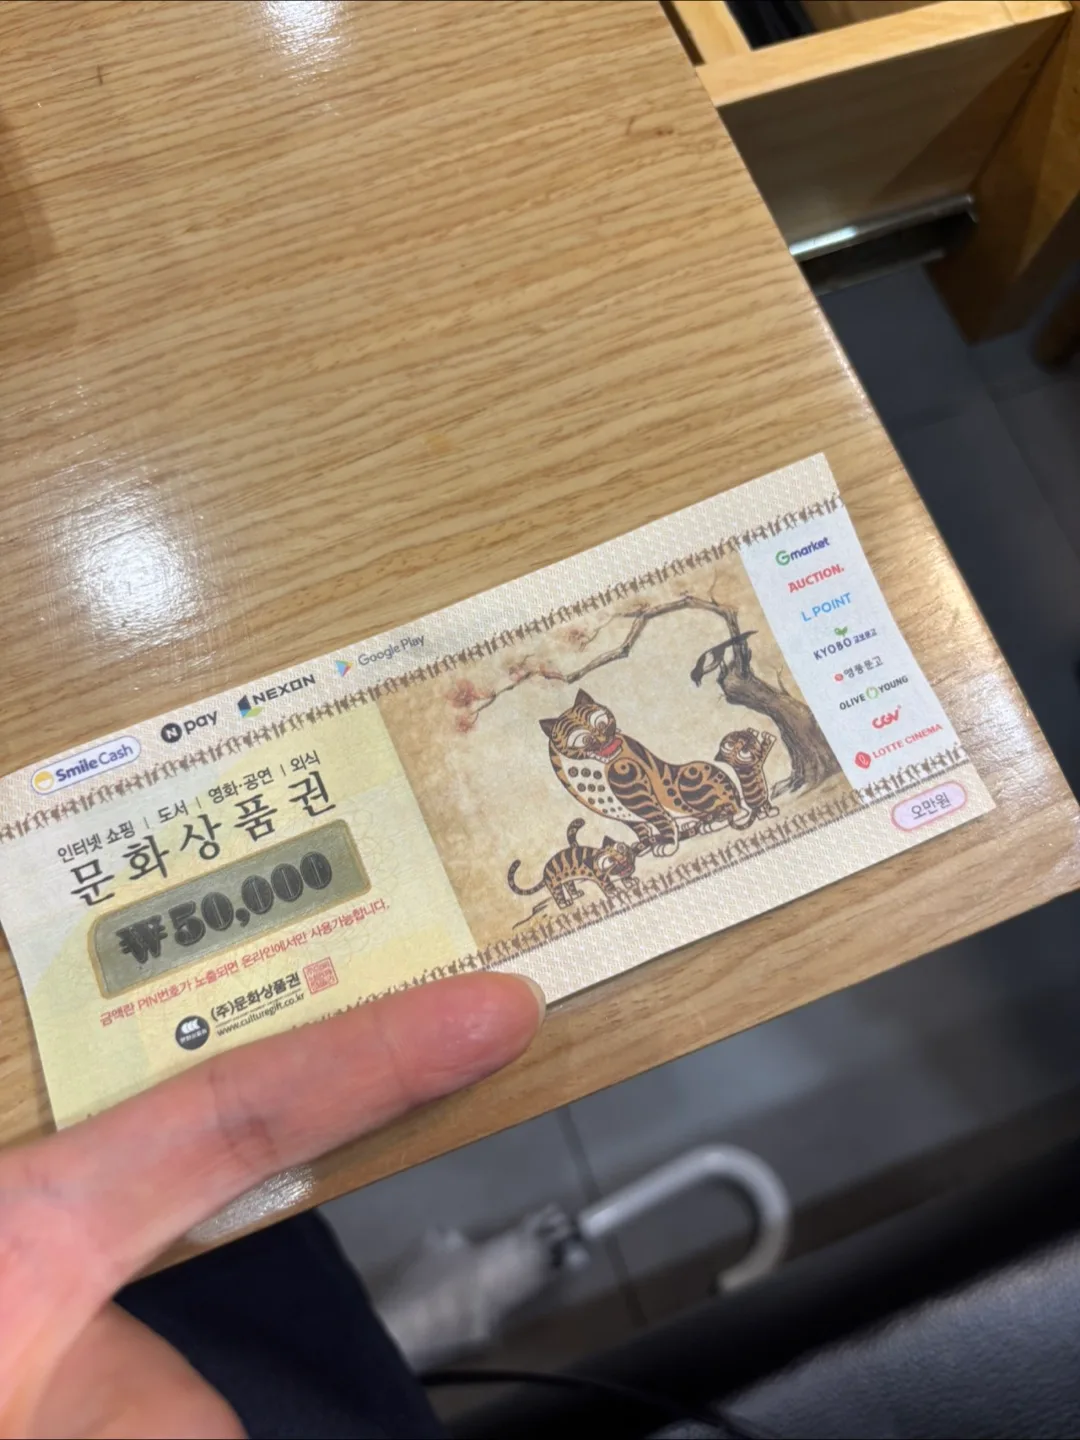 SmileCash
N pay
NEXON
Google Play
인터넷 쇼핑 | 도서 | 영화·공연 | 외식
문화상품권
₩50,000
금액란 PIN번호가 노출되면 온라인에서만 사용가능합니다.
(주)문화상품권
www.culturegift.co.kr
Gmarket
AUCTION.
L.POINT
KYOBO 교보문고
영풍문고
OLIVE YOUNG
CGV
LOTTE CINEMA
오만원